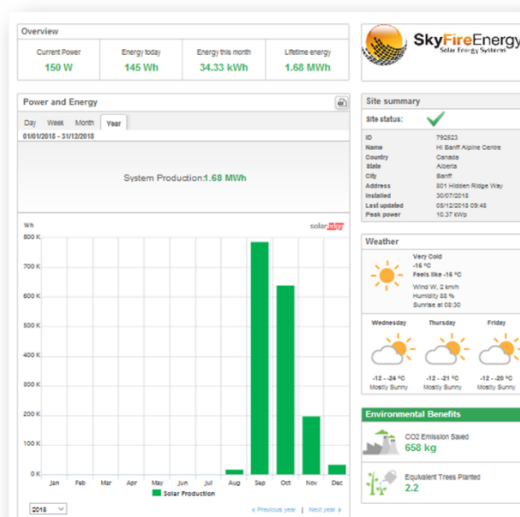 Overview
Current Power Energy today Energy this month Lifetime energy
150 W 145 Wh 34.33 kWh 1.68 MWh
SkyFireEnergy
Solar Energy Systems
Power and Energy
Day Week Month Year
01/01/2018 - 31/12/2018
System Production:1.68 MWh
Wh
solarsky
800 K
700 K
600 K
500 K
400 K
300 K
200 K
100 K
0 K
Jan Feb Mar Apr May Jun Jul Aug Sep Oct Nov Dec
Solar Production
2018
Previous year | Next year
Site summary
Site status:
ID 792523
Name HI Banff Alpine Centre
Country Canada
State Alberta
City Banff
Address 801 Hidden Ridge Way
Installed 30/07/2018
Last updated 05/12/2018 09:48
Peak power 10.37 kWp
Weather
Very Cold
-16 °C
Feels like -16 °C
Wind W, 2 km/h
Humidity 88 %
Sunrise at 08:30
Wednesday Thursday Friday
-12 - -24 °C -12 - -21 °C -12 - -20 °C
Mostly Sunny Mostly Sunny Mostly Sunny
Environmental Benefits
CO2 Emission Saved
658 kg
Equivalent Trees Planted
2.2